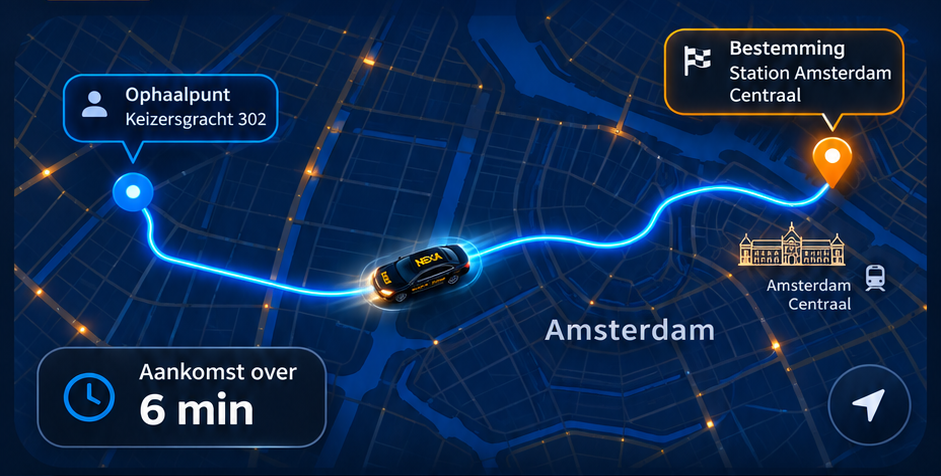 Ophaalpunt
Keizersgracht 302
Bestemming
Station Amsterdam
Centraal
NEXA
Amsterdam
Centraal
Amsterdam
Aankomst over
6 min